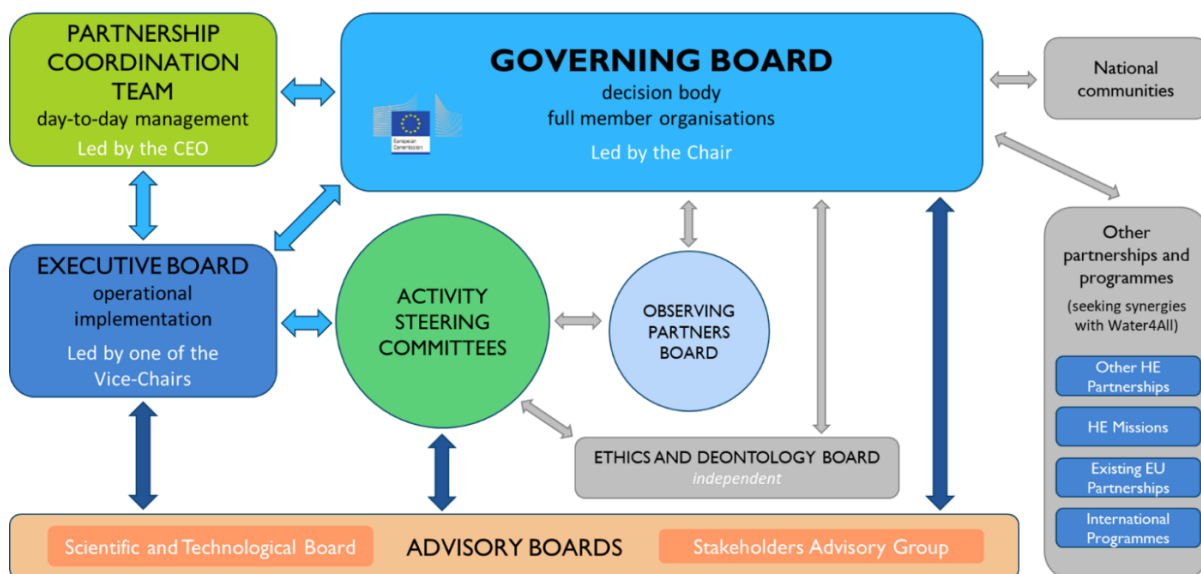 PARTNERSHIP
COORDINATION
TEAM
day-to-day management
Led by the CEO
GOVERNING BOARD
decision body
full member organisations
Led by the Chair
European
Commission
National
communities
EXECUTIVE BOARD
operational
implementation
Led by one of the
Vice-Chairs
ACTIVITY
STEERING
COMMITTEES
OBSERVING
PARTNERS
BOARD
Other
partnerships and
programmes
(seeking synergies
with Water4All)
Other HE
Partnerships
HE Missions
Existing EU
Partnerships
International
Programmes
ETHICS AND DEONTOLOGY BOARD
independent
Scientific and Technological Board
ADVISORY BOARDS
Stakeholders Advisory Group